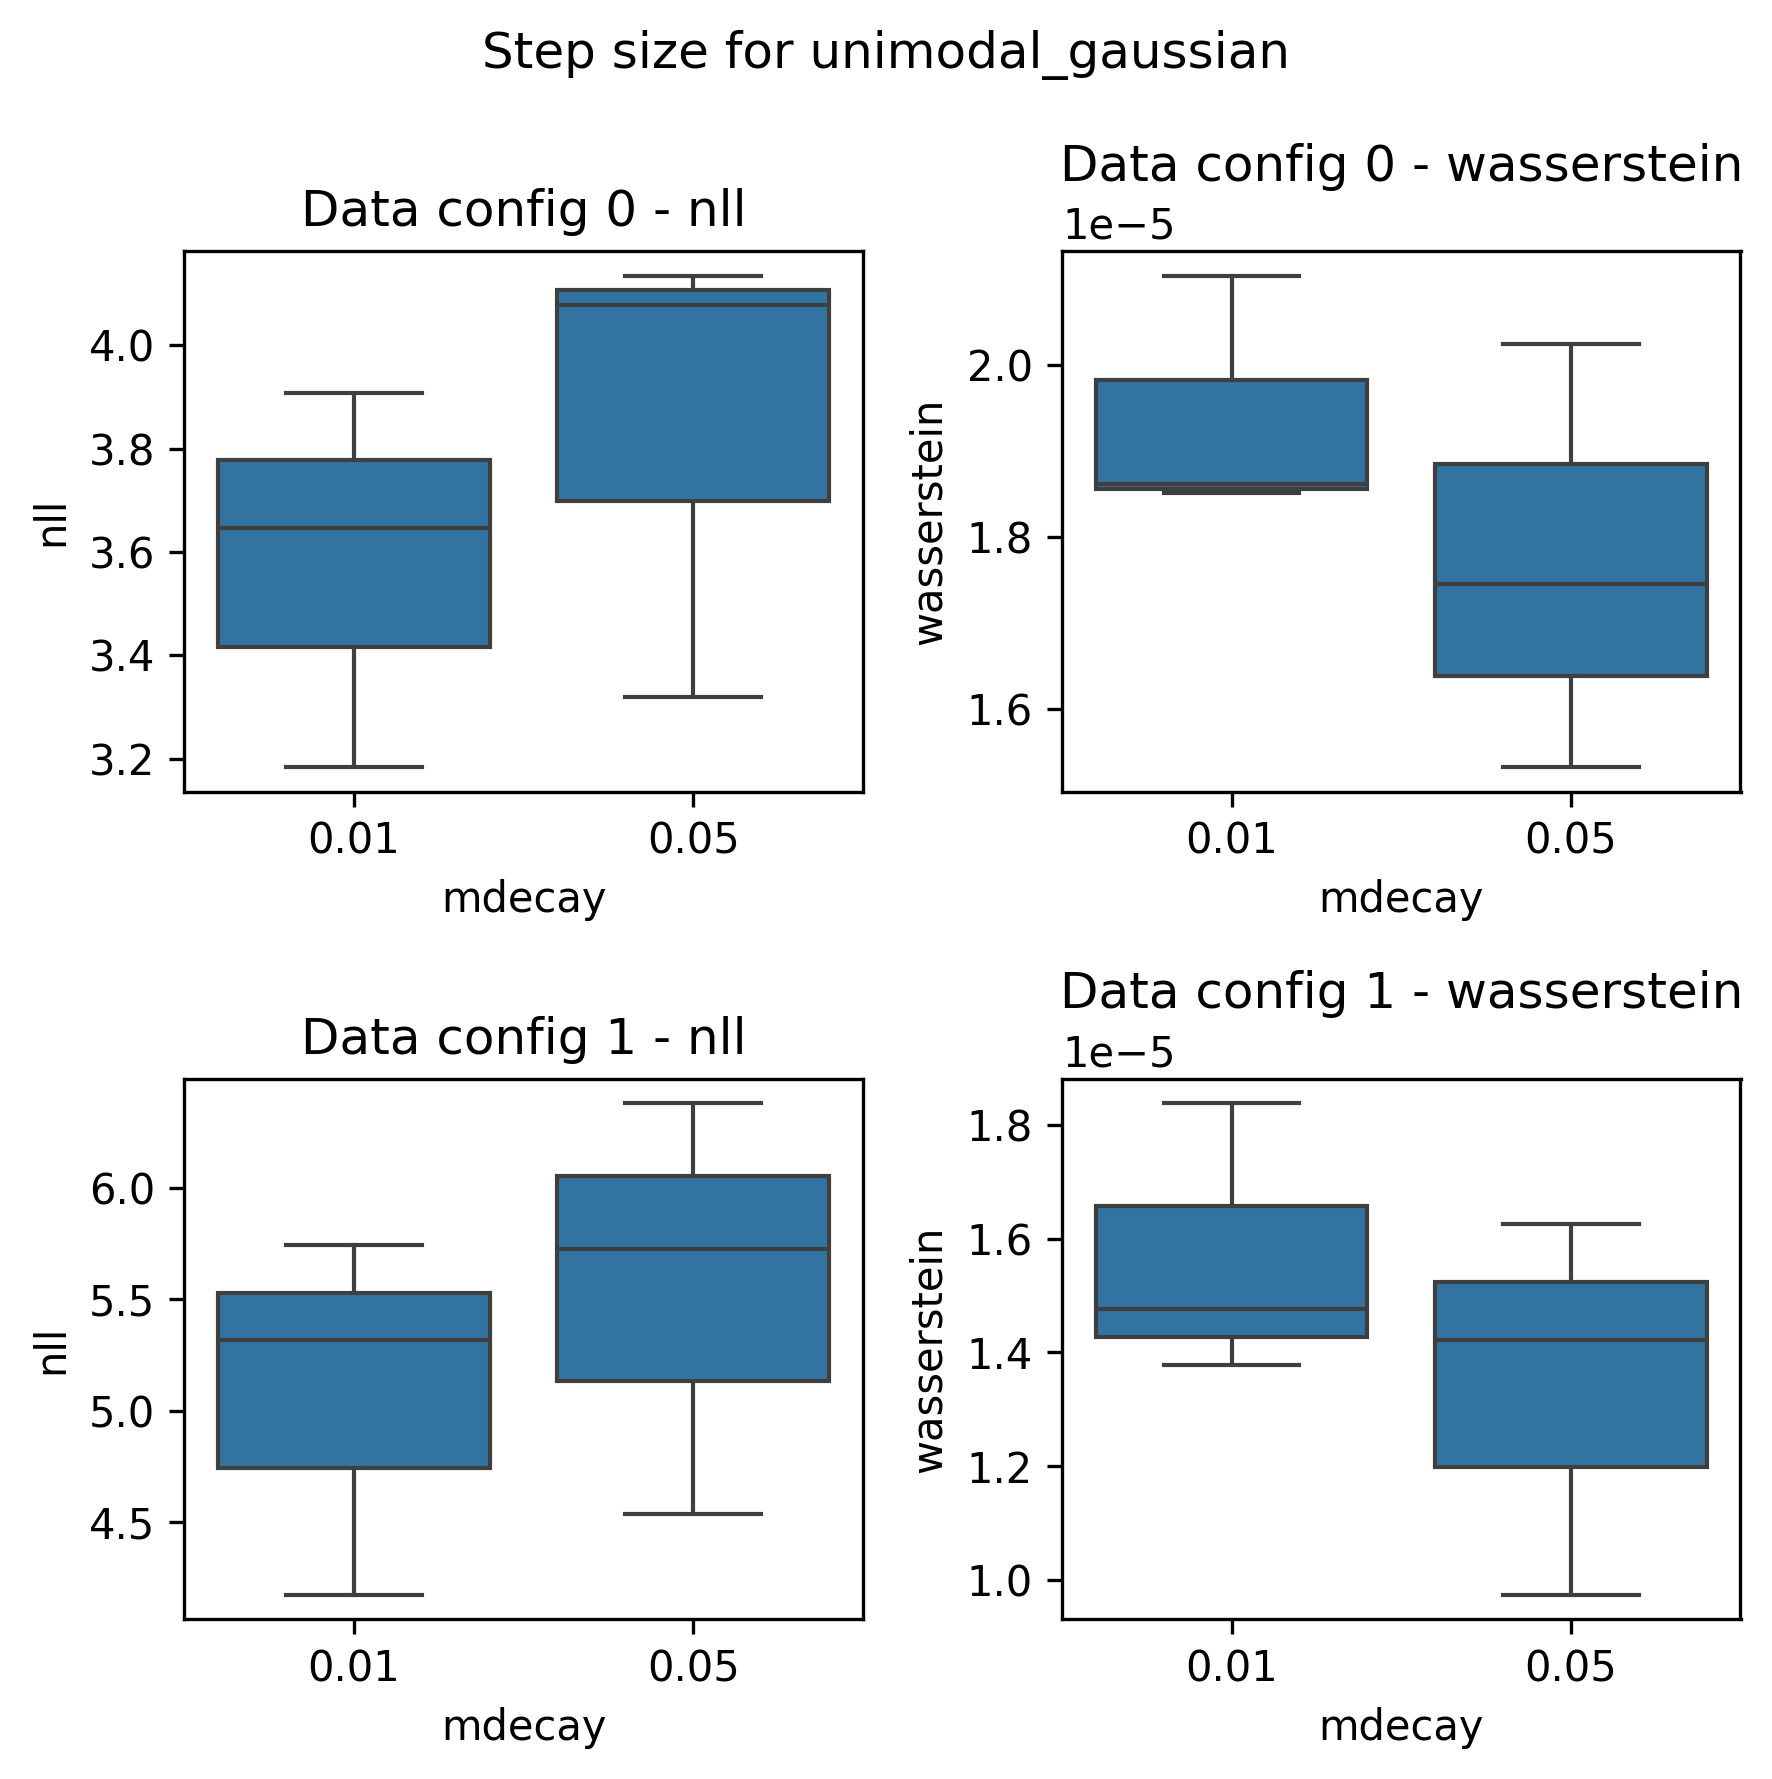 Step size for unimodal_gaussian
Data config 0 - nll
nll
4.0
3.8
3.6
3.4
3.2
0.01 0.05
mdecay
Data config 0 - wasserstein
1e−5
wasserstein
2.0
1.8
1.6
0.01 0.05
mdecay
Data config 1 - nll
nll
6.0
5.5
5.0
4.5
0.01 0.05
mdecay
Data config 1 - wasserstein
1e−5
wasserstein
1.8
1.6
1.4
1.2
1.0
0.01 0.05
mdecay